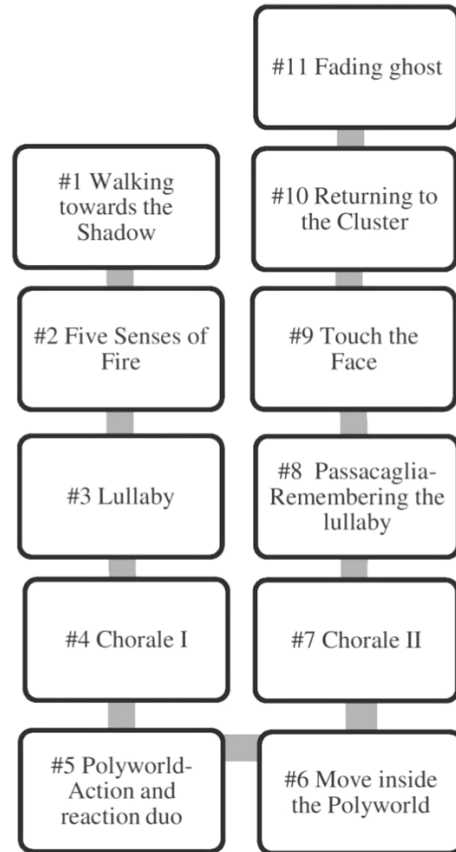 #1 Walking
towards the
Shadow
#2 Five Senses of
Fire
#3 Lullaby
#4 Chorale I
#5 Polyworld-
Action and
reaction duo
#6 Move inside
the Polyworld
#7 Chorale II
#8 Passacaglia-
Remembering the
lullaby
#9 Touch the
Face
#10 Returning to
the Cluster
#11 Fading ghost